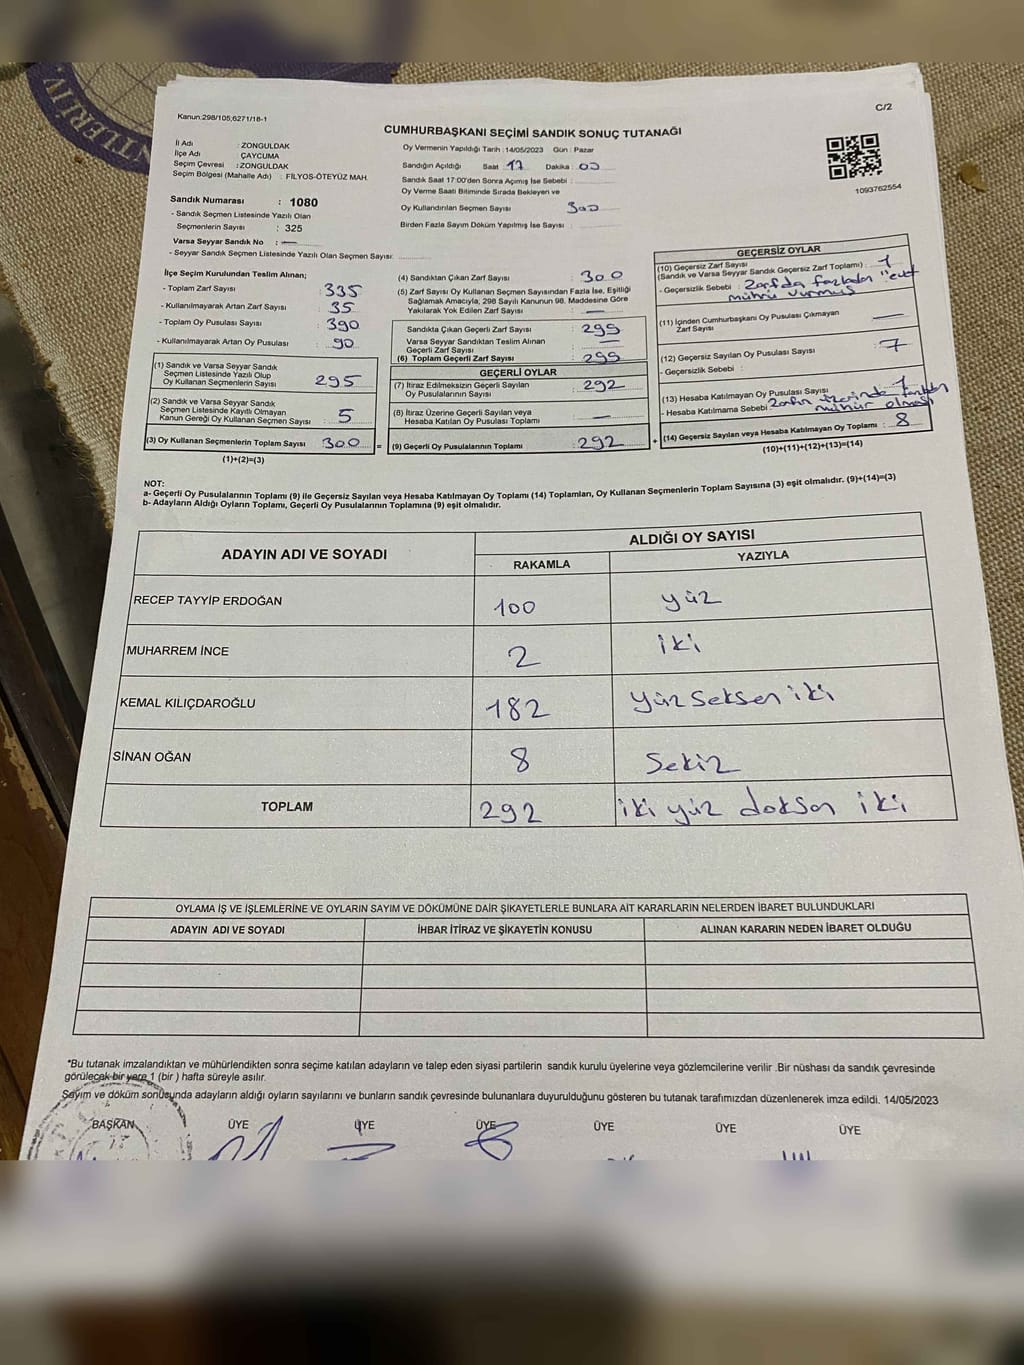 NTLERİ V.
Kanun:298/105,6271/18-1
C/2
CUMHURBAŞKANI SEÇİMİ SANDIK SONUÇ TUTANAĞI
İl Adı : ZONGULDAK
İlçe Adı : ÇAYCUMA
Seçim Çevresi : ZONGULDAK
Seçim Bölgesi (Mahalle Adı) : FİLYOS-ÖTEYÜZ MAH.
Sandık Numarası : 1080
- Sandık Seçmen Listesinde Yazılı Olan
Seçmenlerin Sayısı : 325
Varsa Seyyar Sandık No : —
- Seyyar Sandık Seçmen Listesinde Yazılı Olan Seçmen Sayısı:
Oy Vermenin Yapıldığı Tarih :14/05/2023 Gün : Pazar
Sandığın Açıldığı Saat 17 Dakika : 00
Sandık Saat 17:00'den Sonra Açımış İse Sebebi :
Oy Verme Saati Bitiminde Sırada Bekleyen ve
Oy Kullandırılan Seçmen Sayısı 300
Birden Fazla Sayım Döküm Yapılmış İse Sayısı :
1093762554
İlçe Seçim Kurulundan Teslim Alınan;
- Toplam Zarf Sayısı : 335
- Kullanılmayarak Artan Zarf Sayısı : 35
- Toplam Oy Pusulası Sayısı : 390
- Kullanılmayarak Artan Oy Pusulası : 90
(1) Sandık ve Varsa Seyyar Sandık
Seçmen Listesinde Yazılı Olup
Oy Kullanan Seçmenlerin Sayısı : 295
(2) Sandık ve Varsa Seyyar Sandık
Seçmen Listesinde Kayıtlı Olmayan
Kanun Gereği Oy Kullanan Seçmen Sayısı : 5
(3) Oy Kullanan Seçmenlerin Toplam Sayısı : 300 =
(1)+(2)=(3)
(4) Sandıktan Çıkan Zarf Sayısı : 300
(5) Zarf Sayısı Oy Kullanan Seçmen Sayısından Fazla İse, Eşitliği
Sağlamak Amacıyla, 298 Sayılı Kanunun 98. Maddesine Göre
Yakılarak Yok Edilen Zarf Sayısı : —
Sandıkta Çıkan Geçerli Zarf Sayısı : 299
Varsa Seyyar Sandıktan Teslim Alınan
Geçerli Zarf Sayısı : —
(6) Toplam Geçerli Zarf Sayısı : 299
GEÇERLİ OYLAR
(7) İtiraz Edilmeksizin Geçerli Sayılan
Oy Pusulasının Sayısı : 292
(8) İtiraz Üzerine Geçerli Sayılan veya
Hesaba Katılan Oy Pusulası Toplamı : —
(9) Geçerli Oy Pusulalarının Toplamı : 292 +
GEÇERSİZ OYLAR
(10) Geçersiz Zarf Sayısı
(Sandık ve Varsa Seyyar Sandık Geçersiz Zarf Toplamı) : 1
- Geçersizlik Sebebi : Zarfda fazladan "evet
mührü vurmuş
(11) İçinden Cumhurbaşkanı Oy Pusulası Çıkmayan
Zarf Sayısı : —
(12) Geçersiz Sayılan Oy Pusulası Sayısı : 7
- Geçersizlik Sebebi :
(13) Hesaba Katılmayan Oy Pusulası Sayısı : 1
- Hesaba Katılmama Sebebi : Zarfın üzerinde fazladan
mühür olması
(14) Geçersiz Sayılan veya Hesaba Katılmayan Oy Toplamı : 8
(10)+(11)+(12)+(13)=(14)
NOT:
a- Geçerli Oy Pusulalarının Toplamı (9) ile Geçersiz Sayılan veya Hesaba Katılmayan Oy Toplamı (14) Toplamları, Oy Kullanan Seçmenlerin Toplam Sayısına (3) eşit olmalıdır. (9)+(14)=(3)
b- Adayların Aldığı Oyların Toplamı, Geçerli Oy Pusulalarının Toplamına (9) eşit olmalıdır.
ADAYIN ADI VE SOYADI
ALDIĞI OY SAYISI
RAKAMLA YAZIYLA
RECEP TAYYİP ERDOĞAN 100 yüz
MUHARREM İNCE 2 iki
KEMAL KILIÇDAROĞLU 182 yüz seksen iki
SİNAN OĞAN 8 Sekiz
TOPLAM 292 iki yüz doksan iki
OYLAMA İŞ VE İŞLEMLERİNE VE OYLARIN SAYIM VE DÖKÜMÜNE DAİR ŞİKAYETLERLE BUNLARA AİT KARARLARIN NELERDEN İBARET BULUNDUKLARI
ADAYIN ADI VE SOYADI İHBAR İTİRAZ VE ŞİKAYETİN KONUSU ALINAN KARARIN NEDEN İBARET OLDUĞU
*Bu tutanak imzalandıktan ve mühürlendikten sonra seçime katılan adayların ve talep eden siyasi partilerin sandık kurulu üyelerine veya gözlemcilerine verilir .Bir nüshası da sandık çevresinde
görülecek bir yere 1 (bir ) hafta süreyle asılır.
Sayım ve döküm sonucunda adayların aldığı oyların sayılarını ve bunların sandık çevresinde bulunanlara duyurulduğunu gösteren bu tutanak tarafımızdan düzenlenerek imza edildi. 14/05/2023
BAŞKAN ÜYE ÜYE ÜYE ÜYE ÜYE ÜYE